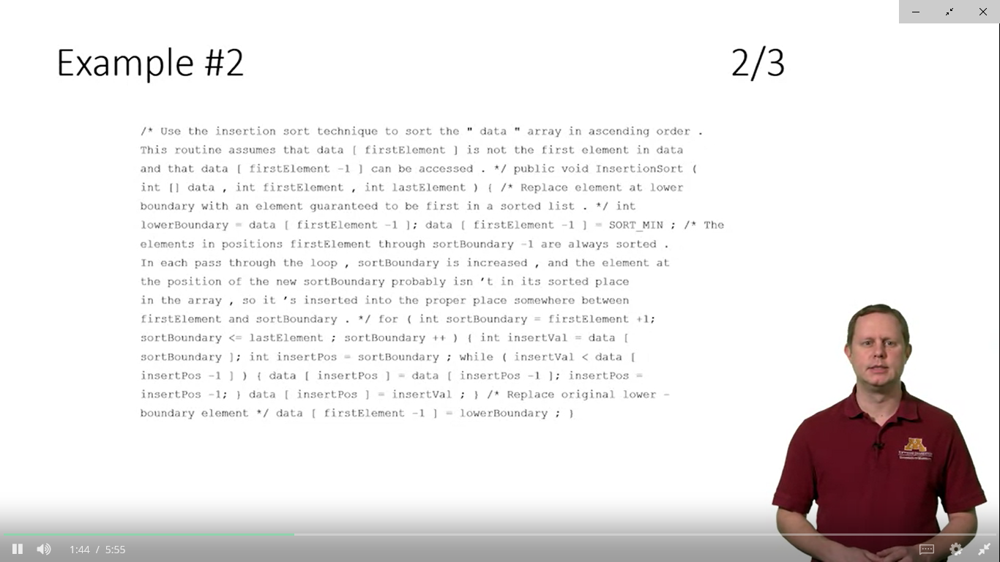 Example #2
2/3
/* Use the insertion sort technique to sort the " data " array in ascending order .
This routine assumes that data [ firstElement ] is not the first element in data
and that data [ firstElement -1 ] can be accessed . */ public void InsertionSort (
int [] data , int firstElement , int lastElement ) { /* Replace element at lower
boundary with an element guaranteed to be first in a sorted list . */ int
lowerBoundary = data [ firstElement -1 ]; data [ firstElement -1 ] = SORT_MIN ; /* The
elements in positions firstElement through sortBoundary -1 are always sorted .
In each pass through the loop , sortBoundary is increased , and the element at
the position of the new sortBoundary probably isn 't in its sorted place
in the array , so it 's inserted into the proper place somewhere between
firstElement and sortBoundary . */ for ( int sortBoundary = firstElement +1;
sortBoundary <= lastElement ; sortBoundary ++ ) { int insertVal = data [
sortBoundary ]; int insertPos = sortBoundary ; while ( insertVal < data [
insertPos -1 ] ) { data [ insertPos ] = data [ insertPos -1 ]; insertPos =
insertPos -1; } data [ insertPos ] = insertVal ; } /* Replace original lower -
boundary element */ data [ firstElement -1 ] = lowerBoundary ; }
M
1:44 / 5:55